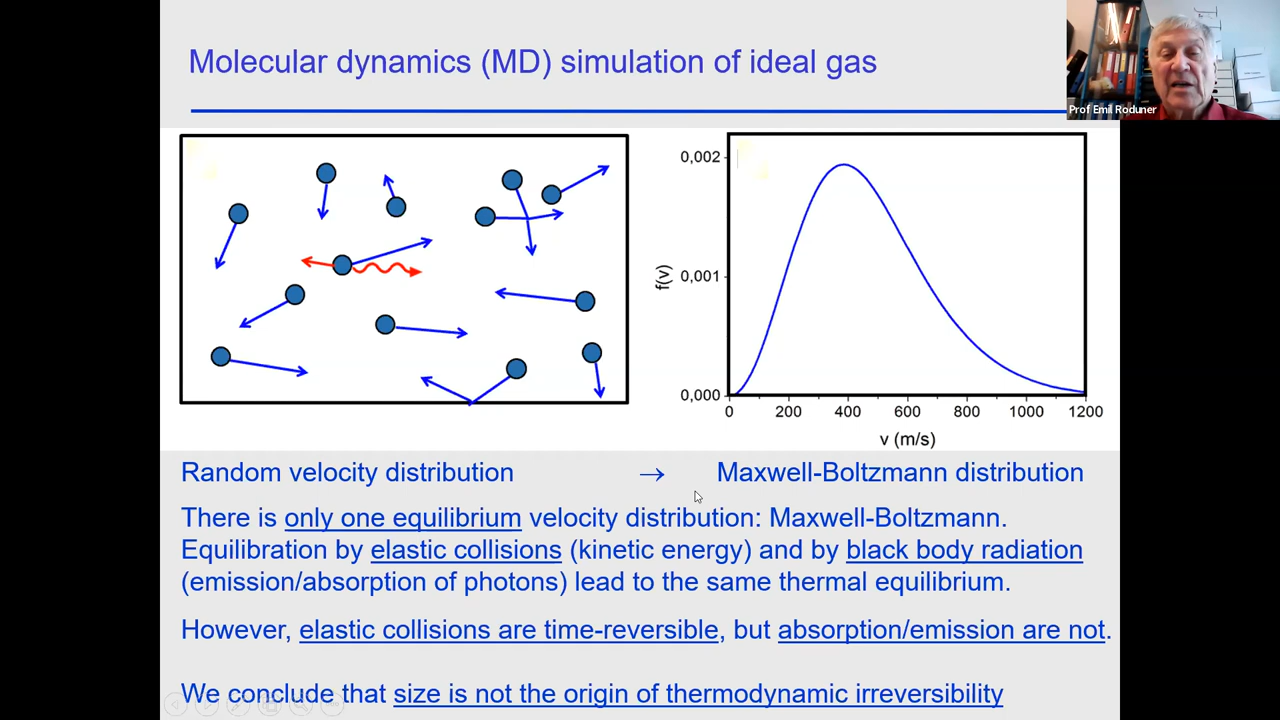 Molecular dynamics (MD) simulation of ideal gas
Prof Emil Roduner
0,002
0,001
0,000
f(v)
0 200 400 600 800 1000 1200
v (m/s)
Random velocity distribution → Maxwell-Boltzmann distribution
There is only one equilibrium velocity distribution: Maxwell-Boltzmann.
Equilibration by elastic collisions (kinetic energy) and by black body radiation
(emission/absorption of photons) lead to the same thermal equilibrium.
However, elastic collisions are time-reversible, but absorption/emission are not.
We conclude that size is not the origin of thermodynamic irreversibility